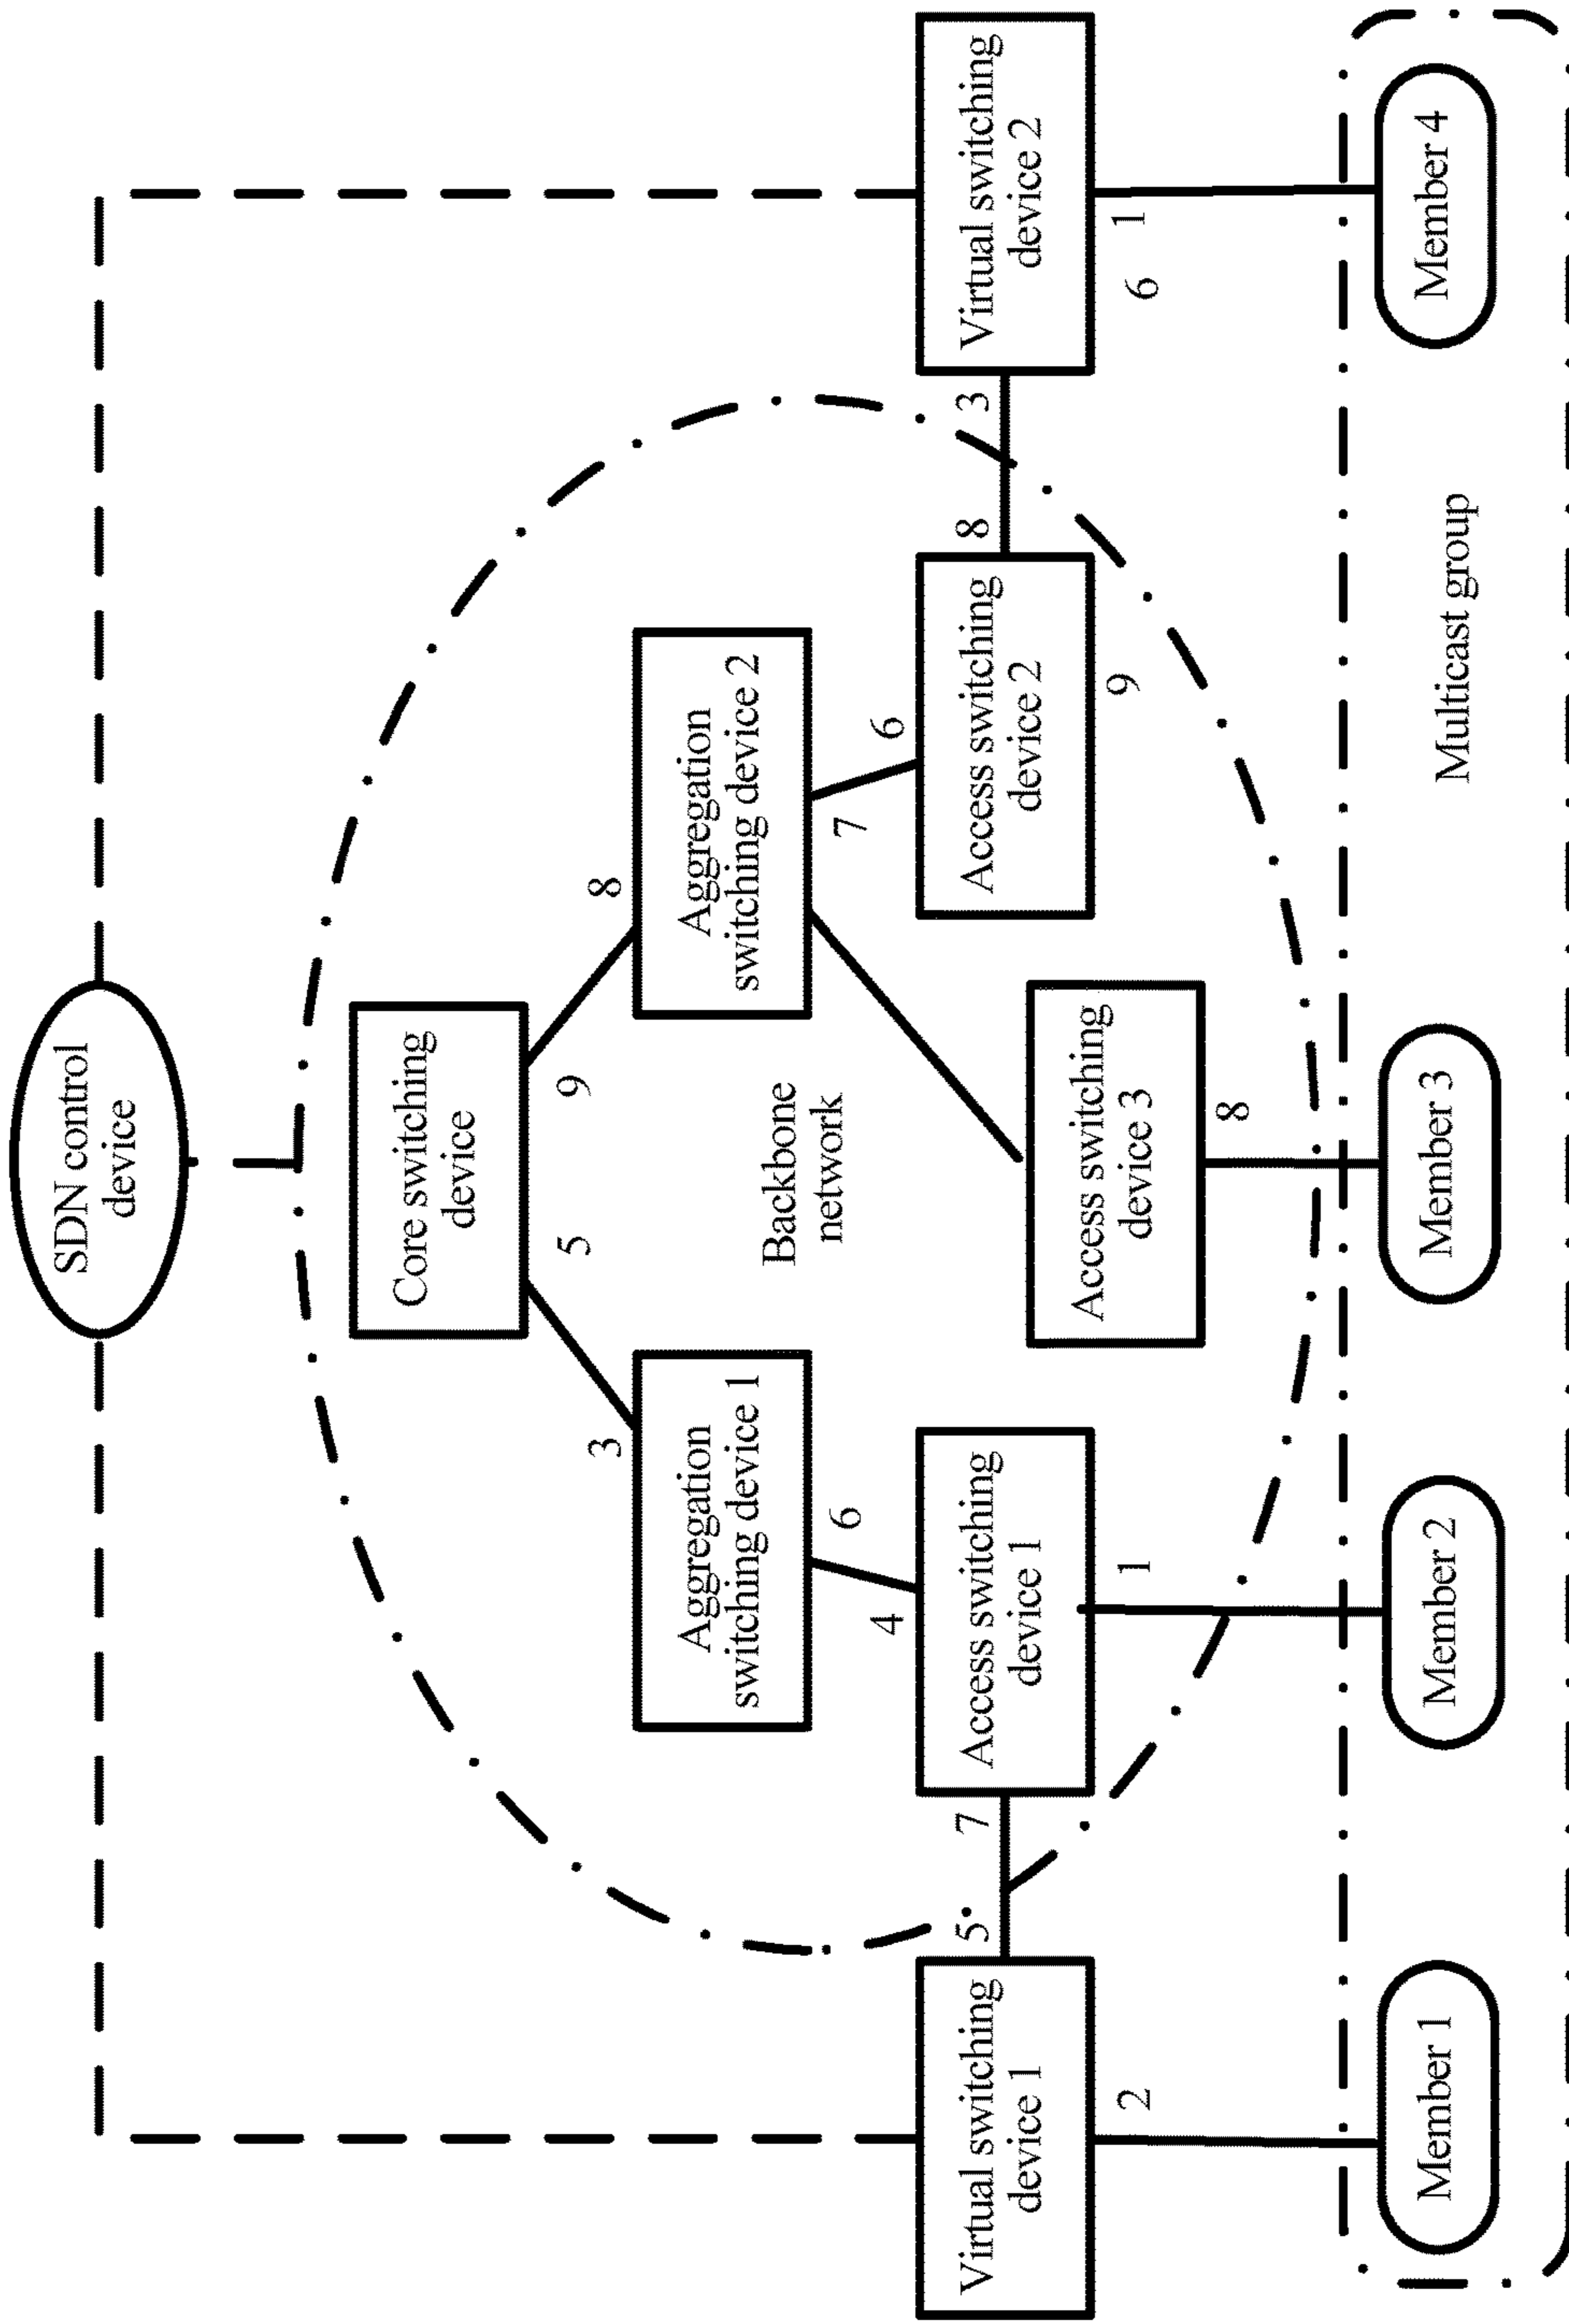 SDN control
device
Core switching
device
5
9
3
8
Aggregation
switching device 1
Aggregation
switching device 2
Backbone
network
6
4
7
6
Virtual switching
device 1
5
7
Access switching
device 1
Access switching
device 3
Access switching
device 2
8
3
Virtual switching
device 2
2
1
8
9
6
1
Member 1
Member 2
Member 3
Multicast group
Member 4